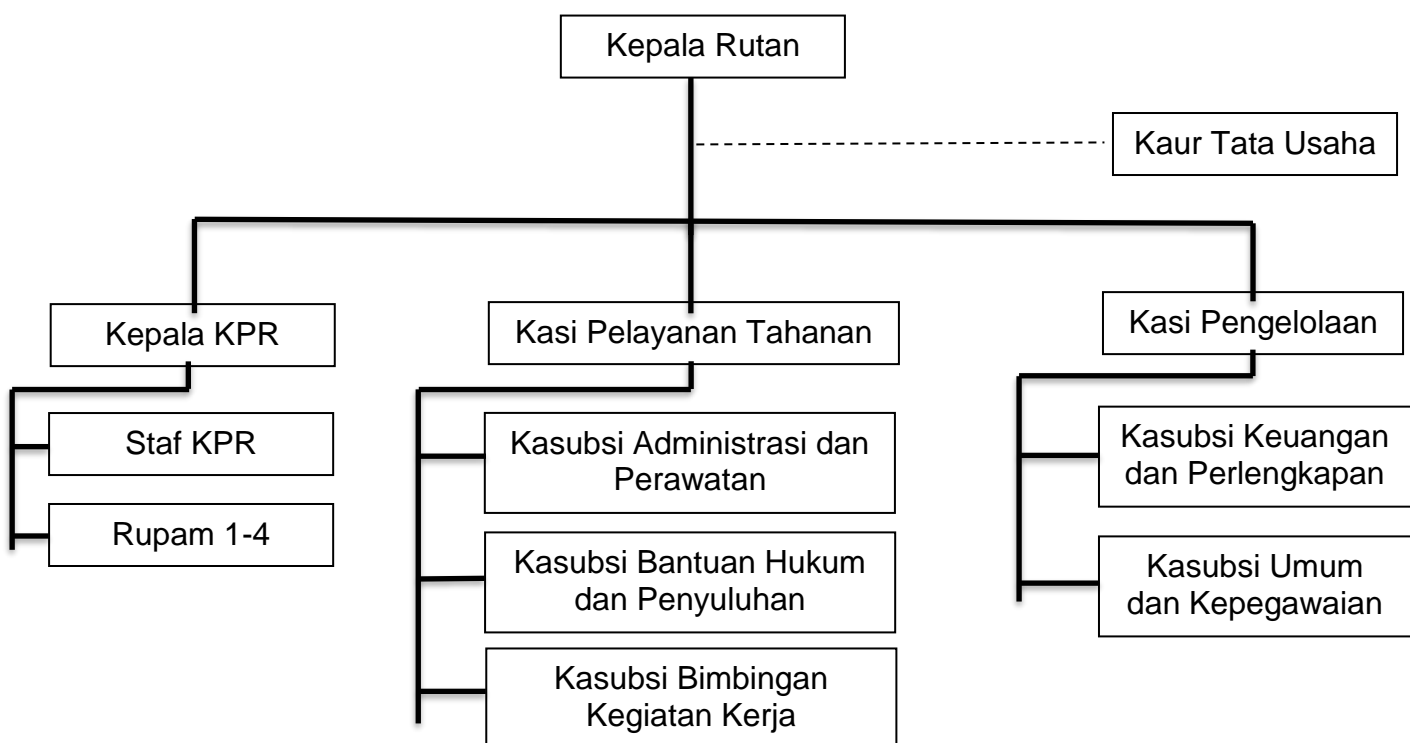 Kepala Rutan
Kaur Tata Usaha
Kepala KPR
Kasi Pelayanan Tahanan
Kasi Pengelolaan
Staf KPR
Rupam 1-4
Kasubsi Administrasi dan
Perawatan
Kasubsi Bantuan Hukum
dan Penyuluhan
Kasubsi Bimbingan
Kegiatan Kerja
Kasubsi Keuangan
dan Perlengkapan
Kasubsi Umum
dan Kepegawaian